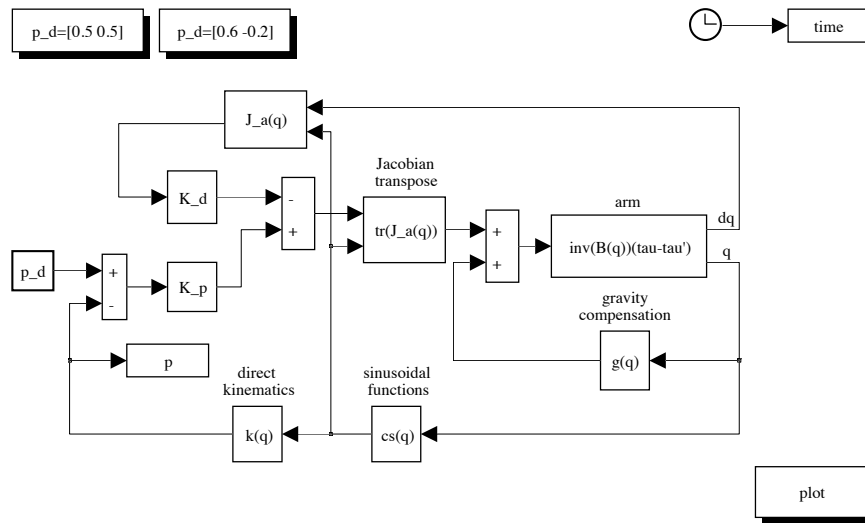 p_d=[0.5 0.5]
p_d=[0.6 -0.2]
time
J_a(q)
Jacobian
transpose
K_d
-
+
tr(J_a(q))
arm
dq
+
+
inv(B(q))(tau-tau')
q
p_d
+
-
K_p
gravity
compensation
g(q)
p
direct
kinematics
sinusoidal
functions
k(q)
cs(q)
plot